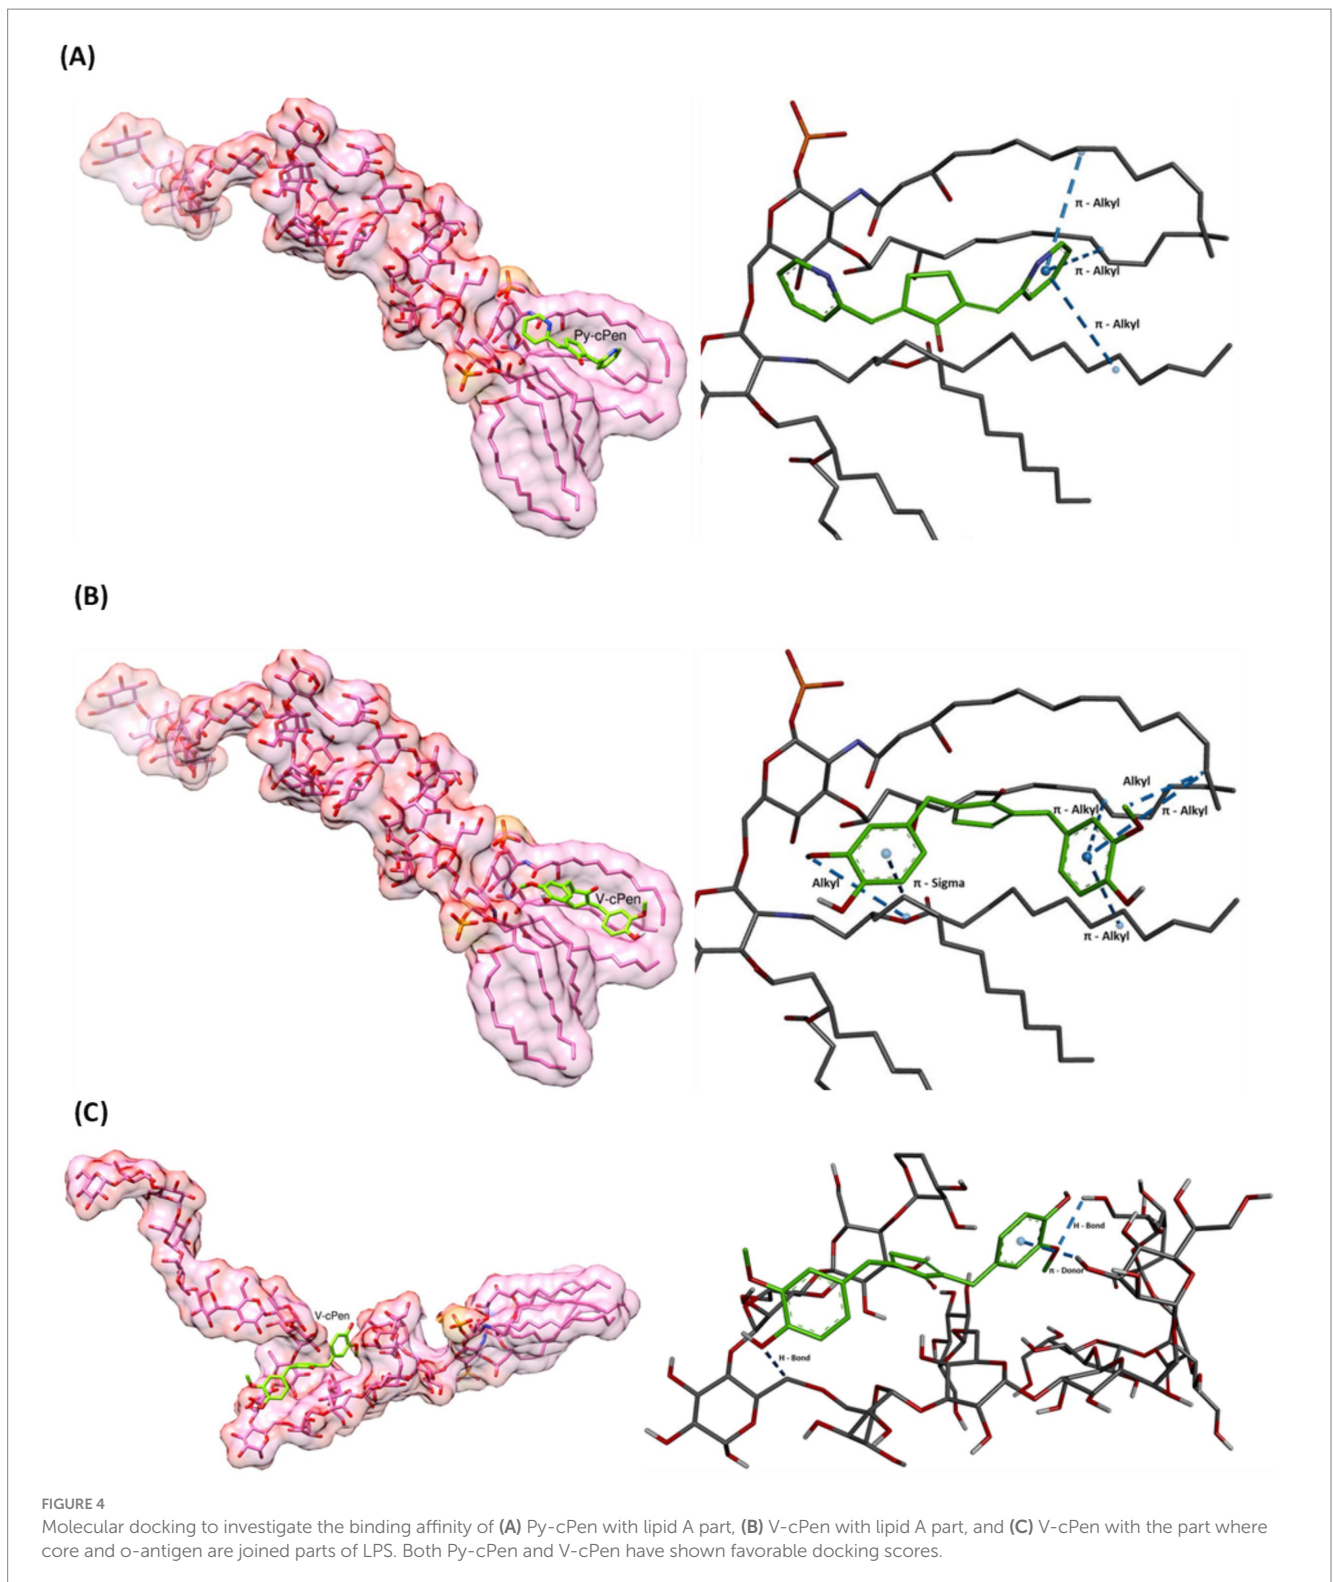 (A)
Py-cPen
π - Alkyl
π - Alkyl
π - Alkyl
(B)
V-cPen
Alkyl
π - Alkyl
π - Alkyl
Alkyl
π - Sigma
π - Alkyl
(C)
V-cPen
H - Bond
π - Donor
H - Bond
FIGURE 4
Molecular docking to investigate the binding affinity of (A) Py-cPen with lipid A part, (B) V-cPen with lipid A part, and (C) V-cPen with the part where
core and o-antigen are joined parts of LPS. Both Py-cPen and V-cPen have shown favorable docking scores.